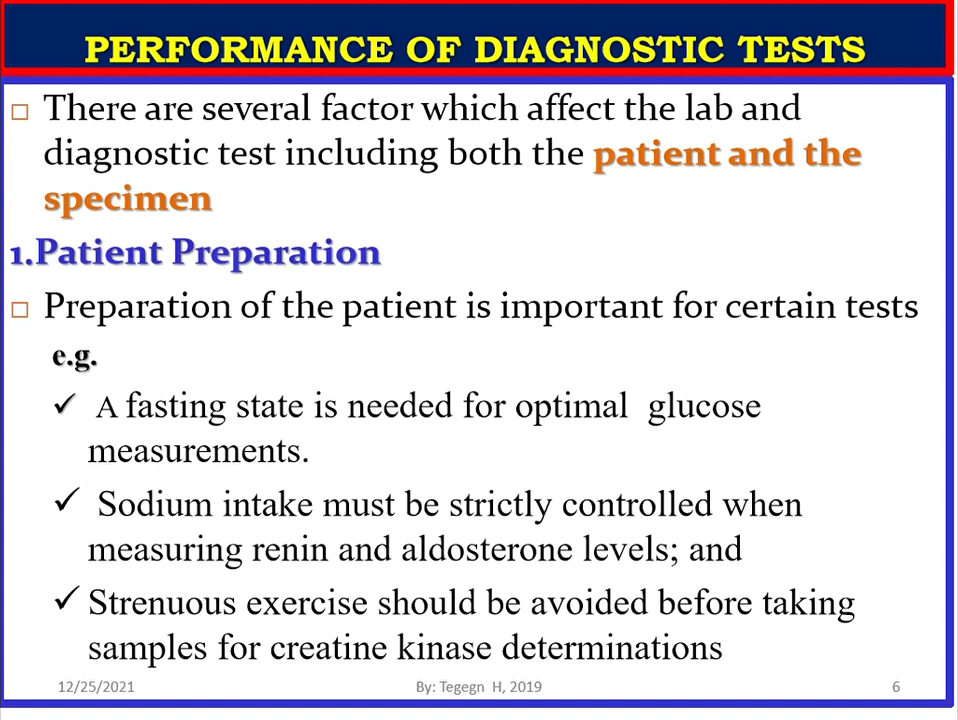 PERFORMANCE OF DIAGNOSTIC TESTS
There are several factor which affect the lab and
diagnostic test including both the patient and the
specimen
1.Patient Preparation
Preparation of the patient is important for certain tests
e.g.
✓ A fasting state is needed for optimal glucose
measurements.
✓ Sodium intake must be strictly controlled when
measuring renin and aldosterone levels; and
✓ Strenuous exercise should be avoided before taking
samples for creatine kinase determinations
12/25/2021 By: Tegegn H, 2019 6